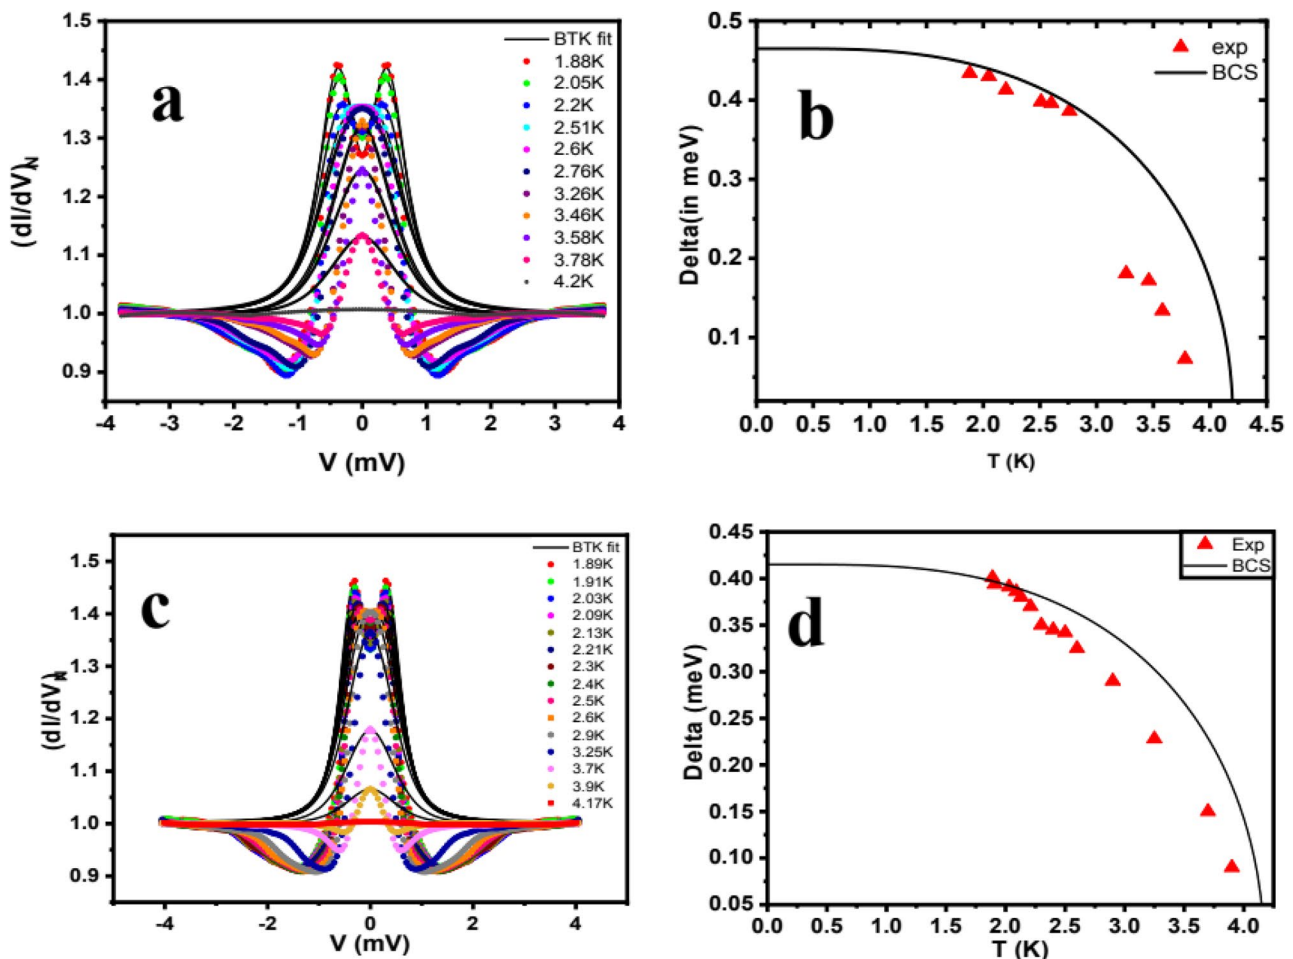 a
1.5
1.4
1.3
1.2
1.1
1.0
0.9
(dI/dV)N
-4 -3 -2 -1 0 1 2 3 4
V (mV)
BTK fit
1.88K
2.05K
2.2K
2.51K
2.6K
2.76K
3.26K
3.46K
3.58K
3.78K
4.2K
b
0.5
0.4
0.3
0.2
0.1
Delta(in meV)
0.0 0.5 1.0 1.5 2.0 2.5 3.0 3.5 4.0 4.5
T (K)
exp
BCS
c
1.5
1.4
1.3
1.2
1.1
1.0
0.9
(dI/dV)N
-4 -2 0 2 4
V (mV)
BTK fit
1.89K
1.91K
2.03K
2.09K
2.13K
2.21K
2.3K
2.4K
2.5K
2.6K
2.9K
3.25K
3.7K
3.9K
4.17K
d
0.45
0.40
0.35
0.30
0.25
0.20
0.15
0.10
0.05
Delta (meV)
0.0 0.5 1.0 1.5 2.0 2.5 3.0 3.5 4.0
T (K)
Exp
BCS